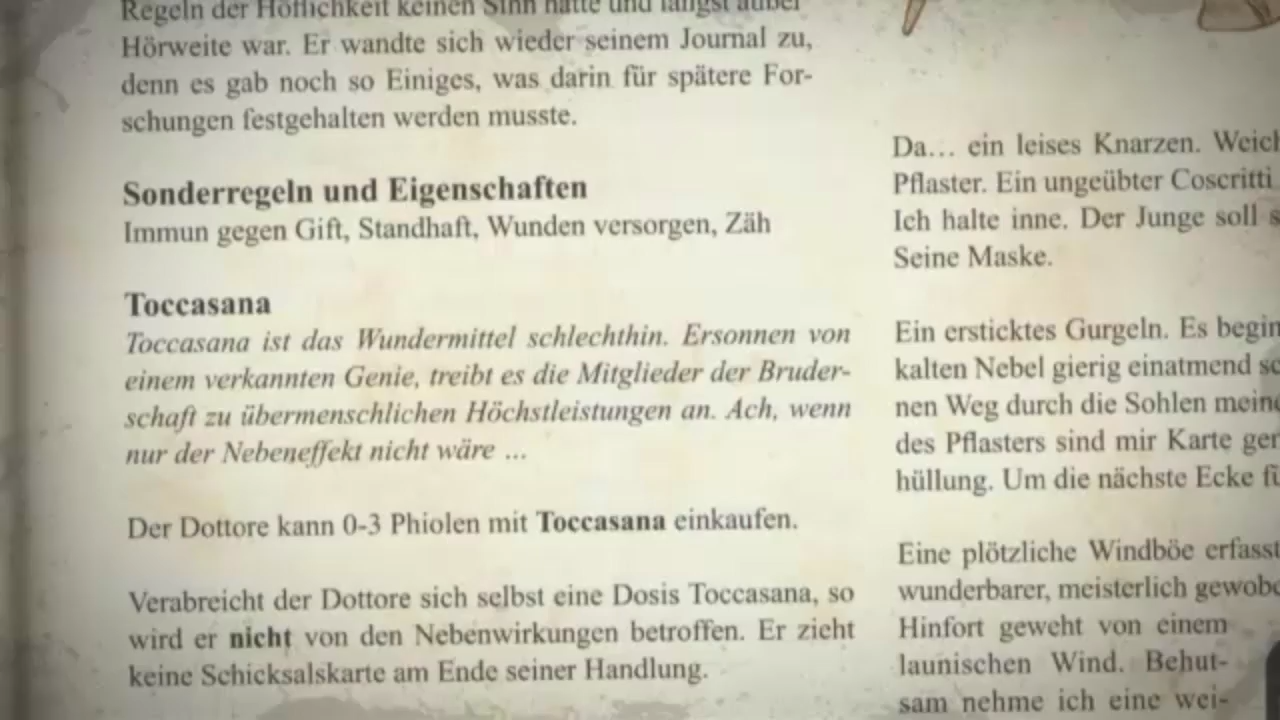 Regeln der Höflichkeit keinen Sinn hatte und längst außer
Hörweite war. Er wandte sich wieder seinem Journal zu,
denn es gab noch so Einiges, was darin für spätere For-
schungen festgehalten werden musste.
Sonderregeln und Eigenschaften
Immun gegen Gift, Standhaft, Wunden versorgen, Zäh
Toccasana
Toccasana ist das Wundermittel schlechthin. Ersonnen von
einem verkannten Genie, treibt es die Mitglieder der Bruder-
schaft zu übermenschlichen Höchstleistungen an. Ach, wenn
nur der Nebeneffekt nicht wäre ...
Der Dottore kann 0-3 Phiolen mit Toccasana einkaufen.
Verabreicht der Dottore sich selbst eine Dosis Toccasana, so
wird er nicht von den Nebenwirkungen betroffen. Er zieht
keine Schicksalskarte am Ende seiner Handlung.
Da… ein leises Knarzen.
Pflaster. Ein ungeübter Coscritti
Ich halte inne. Der Junge soll
Seine Maske.
Ein ersticktes Gurgeln. Es
kalten Nebel gierig einatmend
nen Weg durch die Sohlen
des Pflasters sind mir Karte
hüllung. Um die nächste Ecke
Eine plötzliche Windböe
wunderbarer, meisterlich
Hinfort geweht von einem
launischen Wind. Behut-
sam nehme ich eine wei-